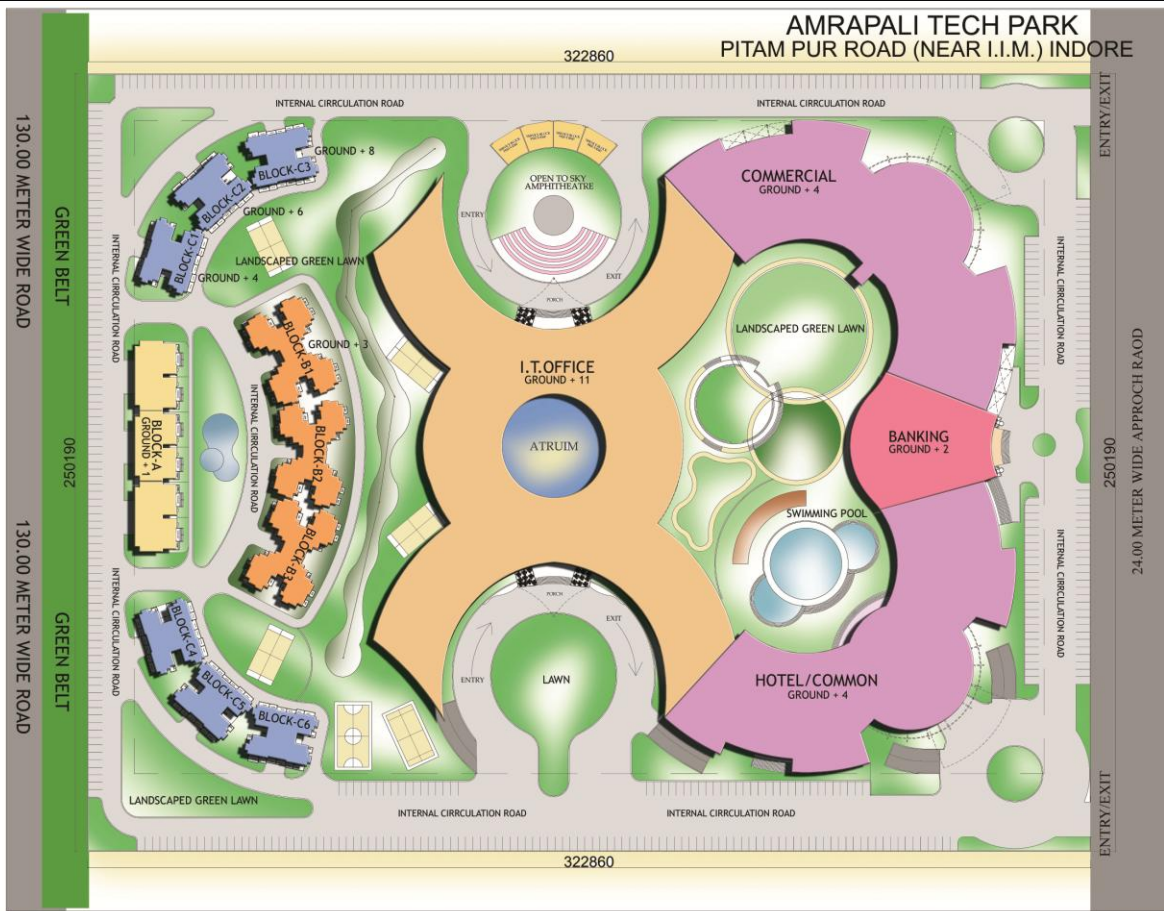 AMRAPALI TECH PARK
PITAM PUR ROAD (NEAR I.I.M.) INDORE
322860
ENTRY/EXIT
INTERNAL CIRRCULATION ROAD
INTERNAL CIRRCULATION ROAD
130.00 METER WIDE ROAD
GREEN BELT
GROUND + 8
BLOCK-C3
BLOCK-C2
GROUND + 6
BLOCK-C1
GROUND + 4
LANDSCAPED GREEN LAWN
INTERNAL CIRRCULATION ROAD
OPEN TO SKY
AMPHITHEATRE
ENTRY
EXIT
PORCH
COMMERCIAL
GROUND + 4
INTERNAL CIRRCULATION ROAD
LANDSCAPED GREEN LAWN
BLOCK-B1
GROUND + 3
I.T.OFFICE
GROUND + 11
ATRUIM
BANKING
GROUND + 2
24.00 METER WIDE APPROCH RAOD
250190
250190
BLOCK-A
GROUND + 1
INTERNAL CIRRCULATION ROAD
BLOCK-B2
BLOCK-B3
SWIMMING POOL
INTERNAL CIRRCULATION ROAD
130.00 METER WIDE ROAD
GREEN BELT
INTERNAL CIRRCULATION ROAD
BLOCK-C4
BLOCK-C5
BLOCK-C6
PORCH
ENTRY
EXIT
LAWN
HOTEL/COMMON
GROUND + 4
LANDSCAPED GREEN LAWN
INTERNAL CIRRCULATION ROAD
INTERNAL CIRRCULATION ROAD
ENTRY/EXIT
322860